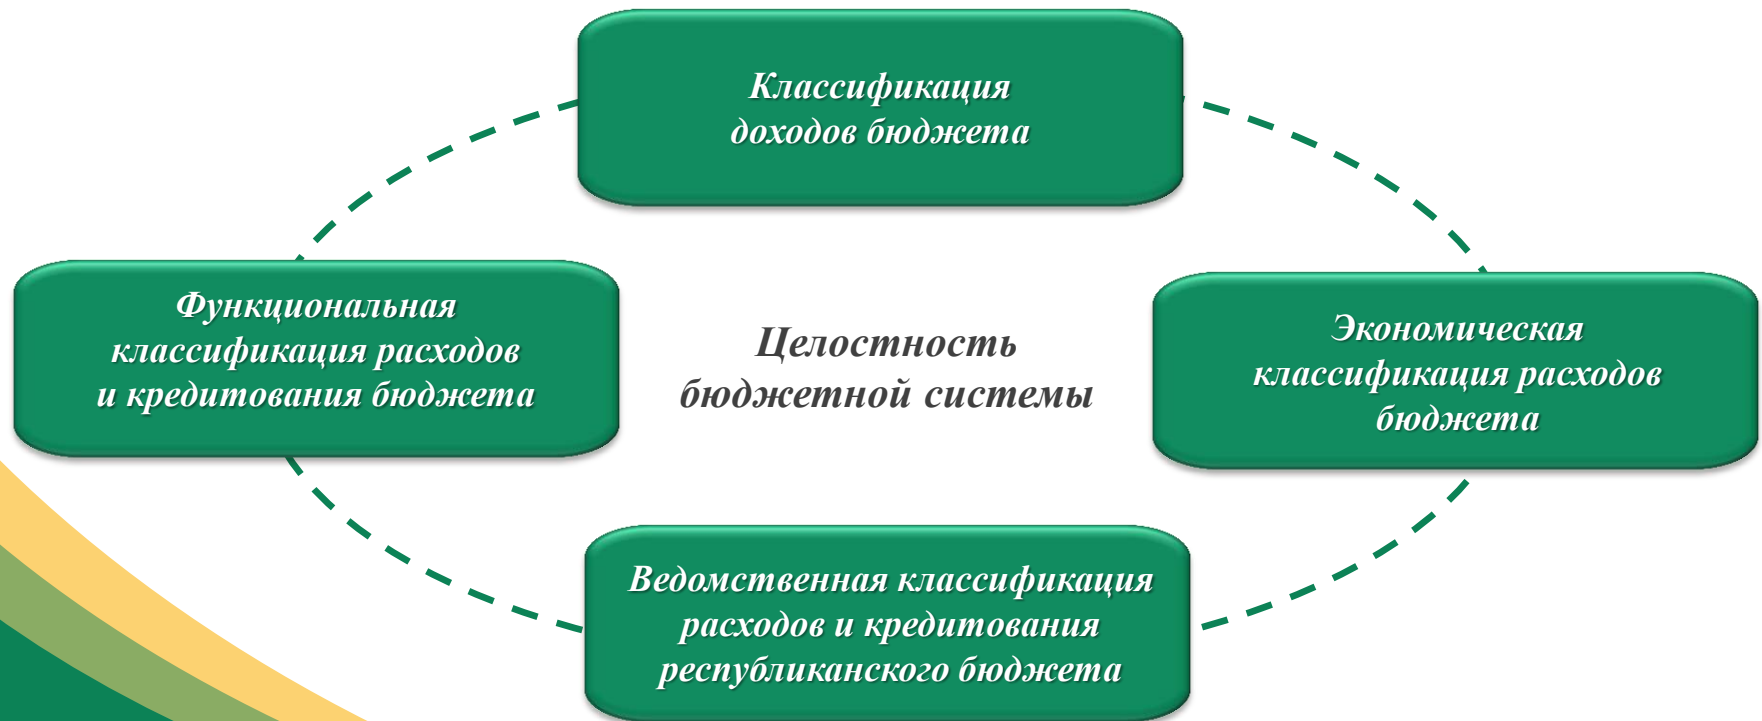 Классификация
доходов бюджета
Функциональная
классификация расходов
и кредитования бюджета
Целостность
бюджетной системы
Экономическая
классификация расходов
бюджета
Ведомственная классификация
расходов и кредитования
республиканского бюджета